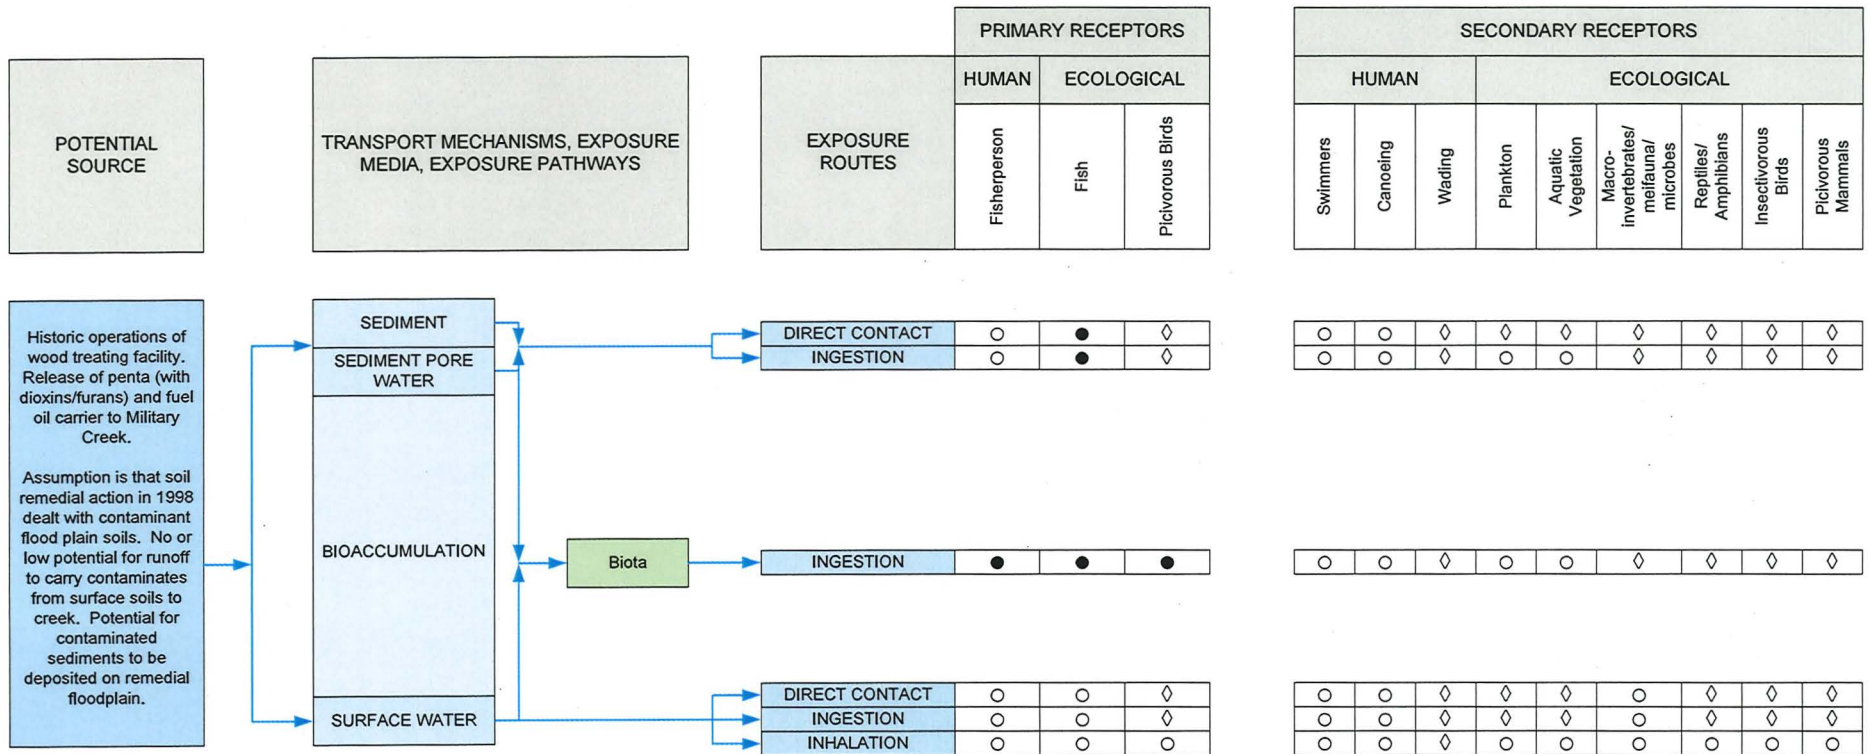 POTENTIAL
SOURCE
TRANSPORT MECHANISMS, EXPOSURE
MEDIA, EXPOSURE PATHWAYS
EXPOSURE
ROUTES
PRIMARY RECEPTORS
HUMAN
ECOLOGICAL
Fisherperson
Fish
Picivorous Birds
SECONDARY RECEPTORS
HUMAN
ECOLOGICAL
Swimmers
Canoeing
Wading
Plankton
Aquatic
Vegetation
Macro-
invertebrates/
meifauna/
microbes
Reptiles/
Amphibians
Insectivorous
Birds
Picivorous
Mammals
Historic operations of
wood treating facility.
Release of penta (with
dioxins/furans) and fuel
oil carrier to Military
Creek.
Assumption is that soil
remedial action in 1998
dealt with contaminant
flood plain soils. No or
low potential for runoff
to carry contaminates
from surface soils to
creek. Potential for
contaminated
sediments to be
deposited on remedial
floodplain.
SEDIMENT
SEDIMENT PORE
WATER
BIOACCUMULATION
SURFACE WATER
Biota
DIRECT CONTACT
INGESTION
INGESTION
DIRECT CONTACT
INGESTION
INHALATION